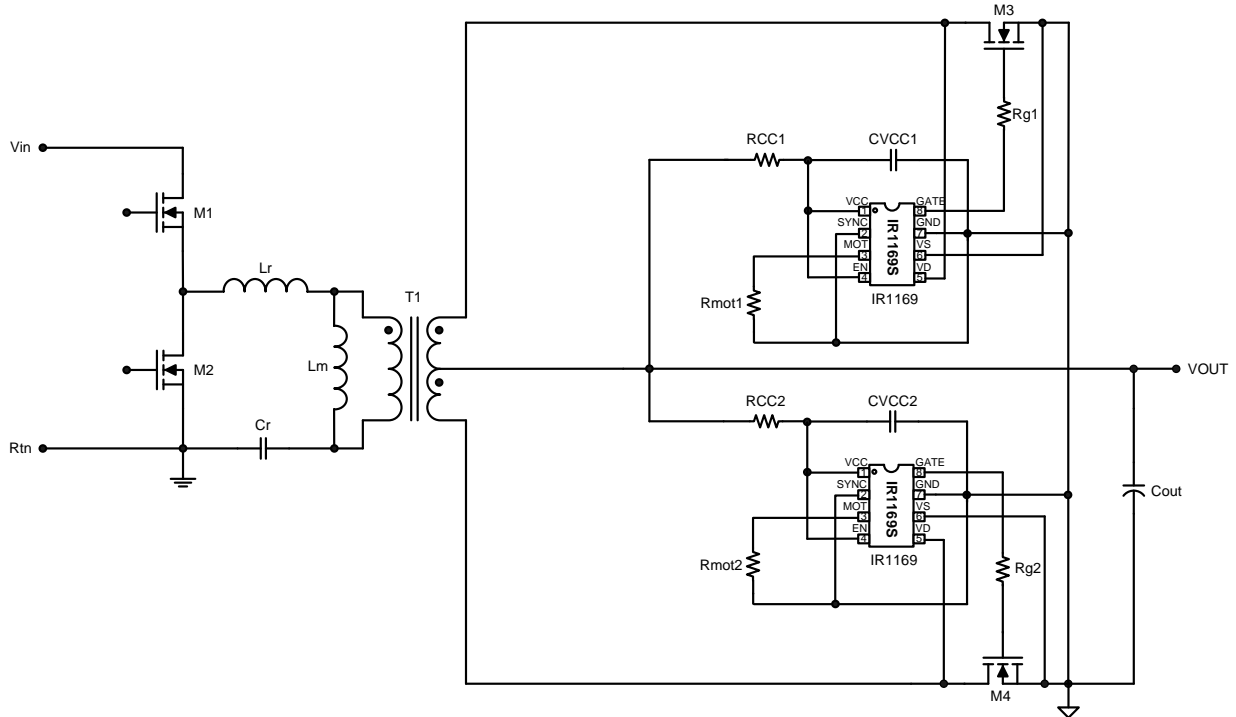 M3
Rg1
RCC1
CVCC1
Vin
M1
VCC
1
GATE
8
SYNC
2
GND
7
MOT
3
VS
6
EN
4
VD
5
IR1169S
IR1169
Rmot1
Lr
T1
M2
Lm
VOUT
Cr
Rtn
RCC2
CVCC2
VCC
1
GATE
8
SYNC
2
GND
7
MOT
3
VS
6
EN
4
VD
5
IR1169S
IR1169
Rmot2
Rg2
Cout
M4